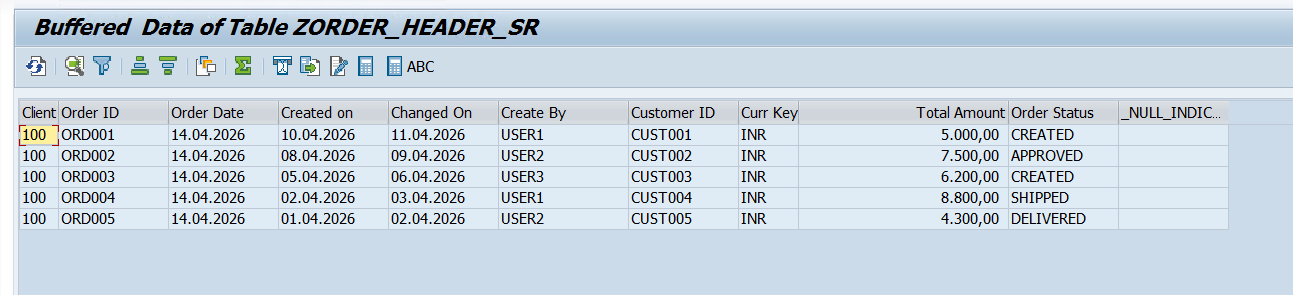 Buffered Data of Table ZORDER_HEADER_SR
ABC
Client Order ID Order Date Created on Changed On Create By Customer ID Curr Key Total Amount Order Status _NULL_INDIC...
100 ORD001 14.04.2026 10.04.2026 11.04.2026 USER1 CUST001 INR 5.000,00 CREATED
100 ORD002 14.04.2026 08.04.2026 09.04.2026 USER2 CUST002 INR 7.500,00 APPROVED
100 ORD003 14.04.2026 05.04.2026 06.04.2026 USER3 CUST003 INR 6.200,00 CREATED
100 ORD004 14.04.2026 02.04.2026 03.04.2026 USER1 CUST004 INR 8.800,00 SHIPPED
100 ORD005 14.04.2026 01.04.2026 02.04.2026 USER2 CUST005 INR 4.300,00 DELIVERED